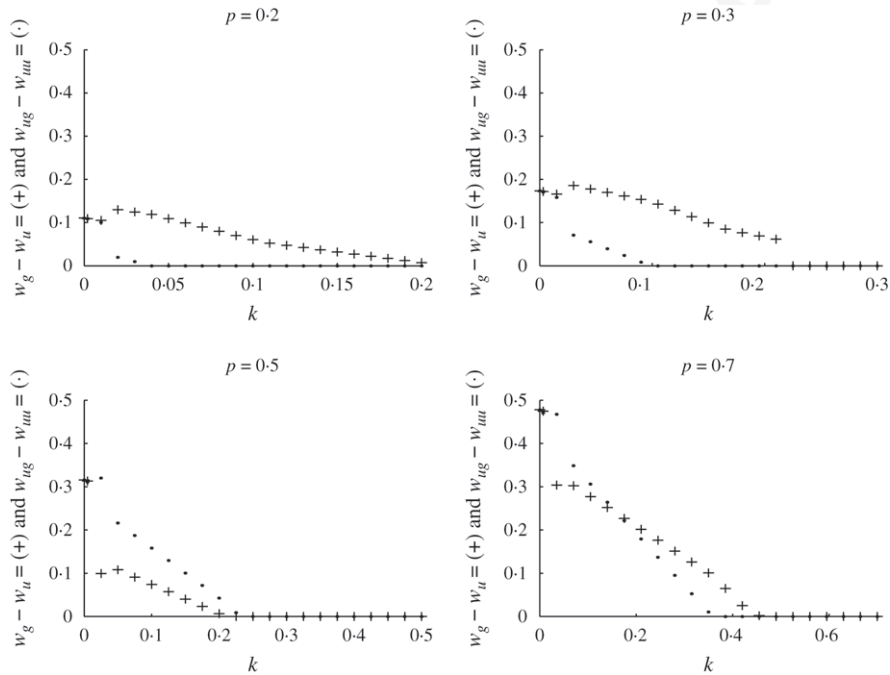 p = 0·2
w_g − w_u = (+) and w_ug − w_uu = (·)
0·5
0·4
0·3
0·2
0·1
0
0 0·05 0·1 0·15 0·2
k
p = 0·3
w_g − w_u = (+) and w_ug − w_uu = (·)
0·5
0·4
0·3
0·2
0·1
0
0 0·1 0·2 0·3
k
p = 0·5
w_g − w_u = (+) and w_ug − w_uu = (·)
0·5
0·4
0·3
0·2
0·1
0
0 0·1 0·2 0·3 0·4 0·5
k
p = 0·7
w_g − w_u = (+) and w_ug − w_uu = (·)
0·5
0·4
0·3
0·2
0·1
0
0 0·2 0·4 0·6
k